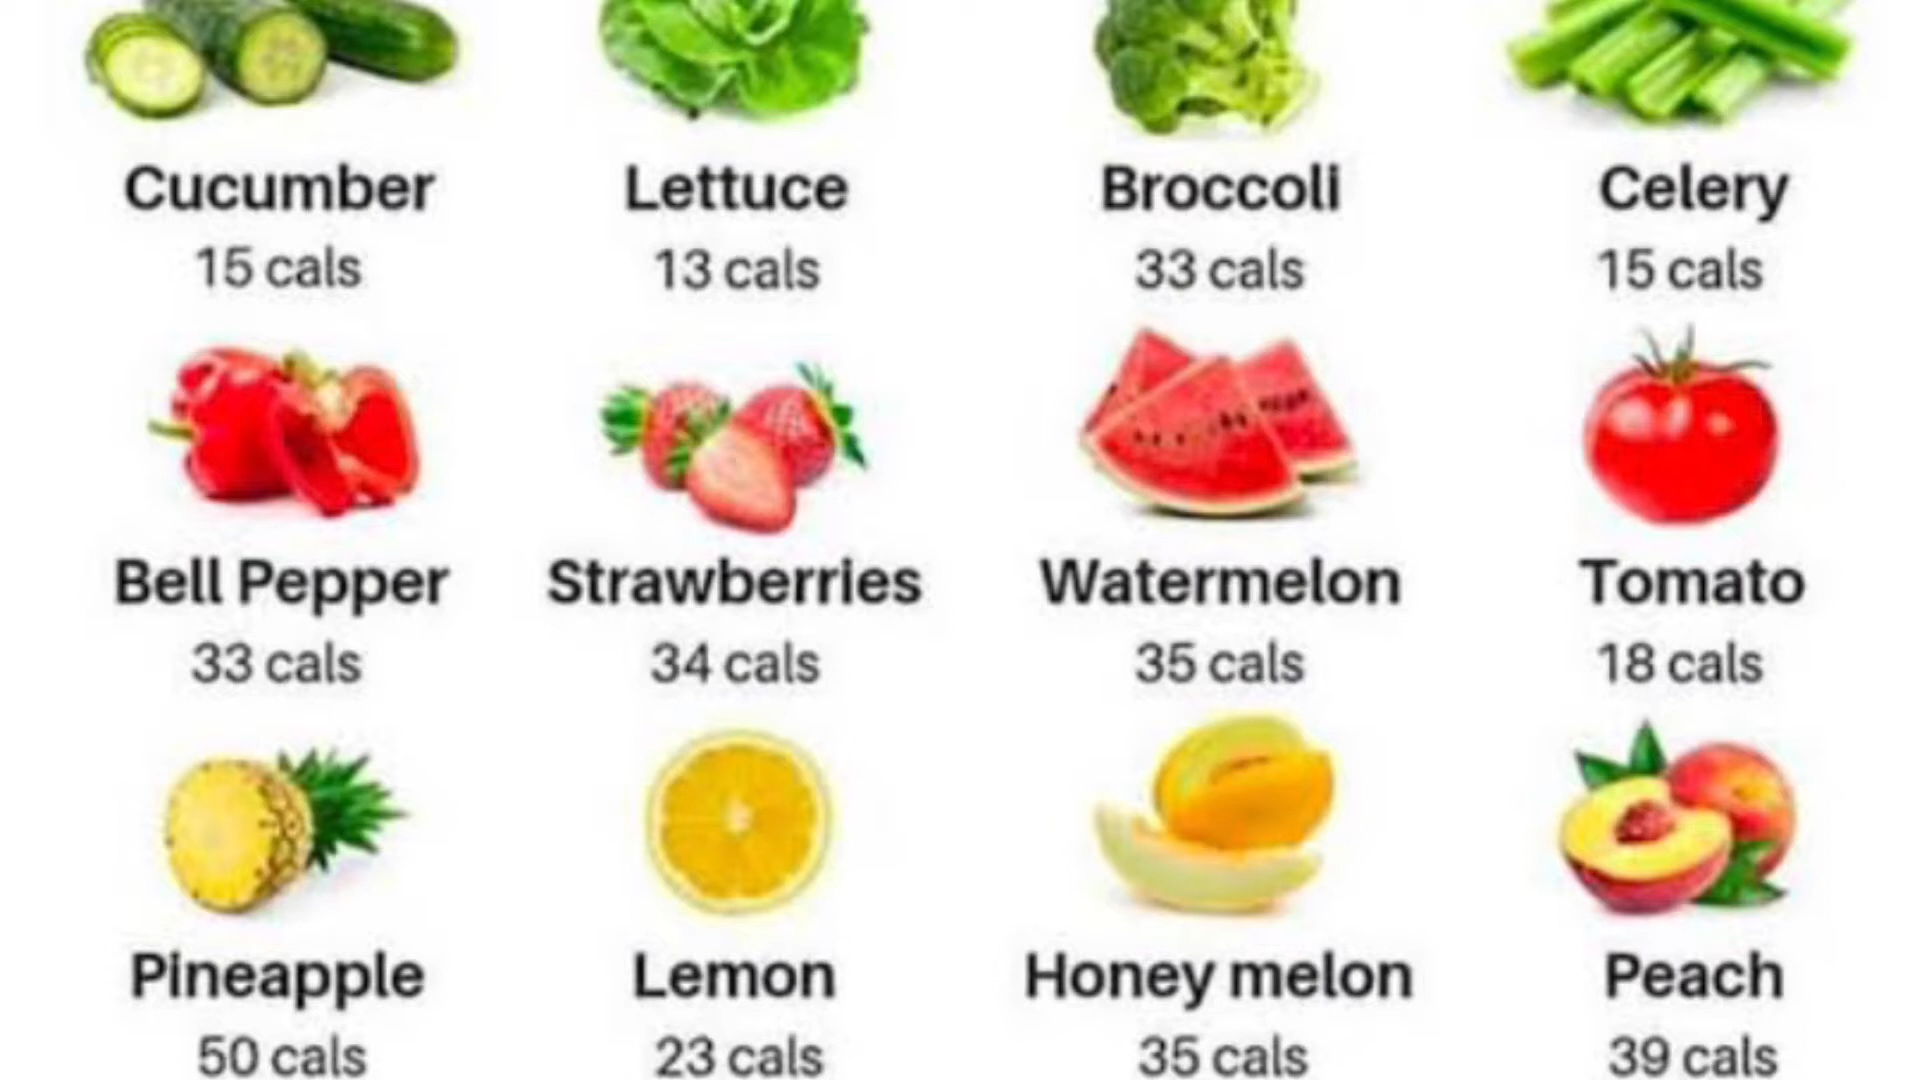 Cucumber Lettuce Broccoli Celery
15 cals 13 cals 33 cals 15 cals
Bell Pepper Strawberries Watermelon Tomato
33 cals 34 cals 35 cals 18 cals
Pineapple Lemon Honey melon Peach
50 cals 23 cals 35 cals 39 cals